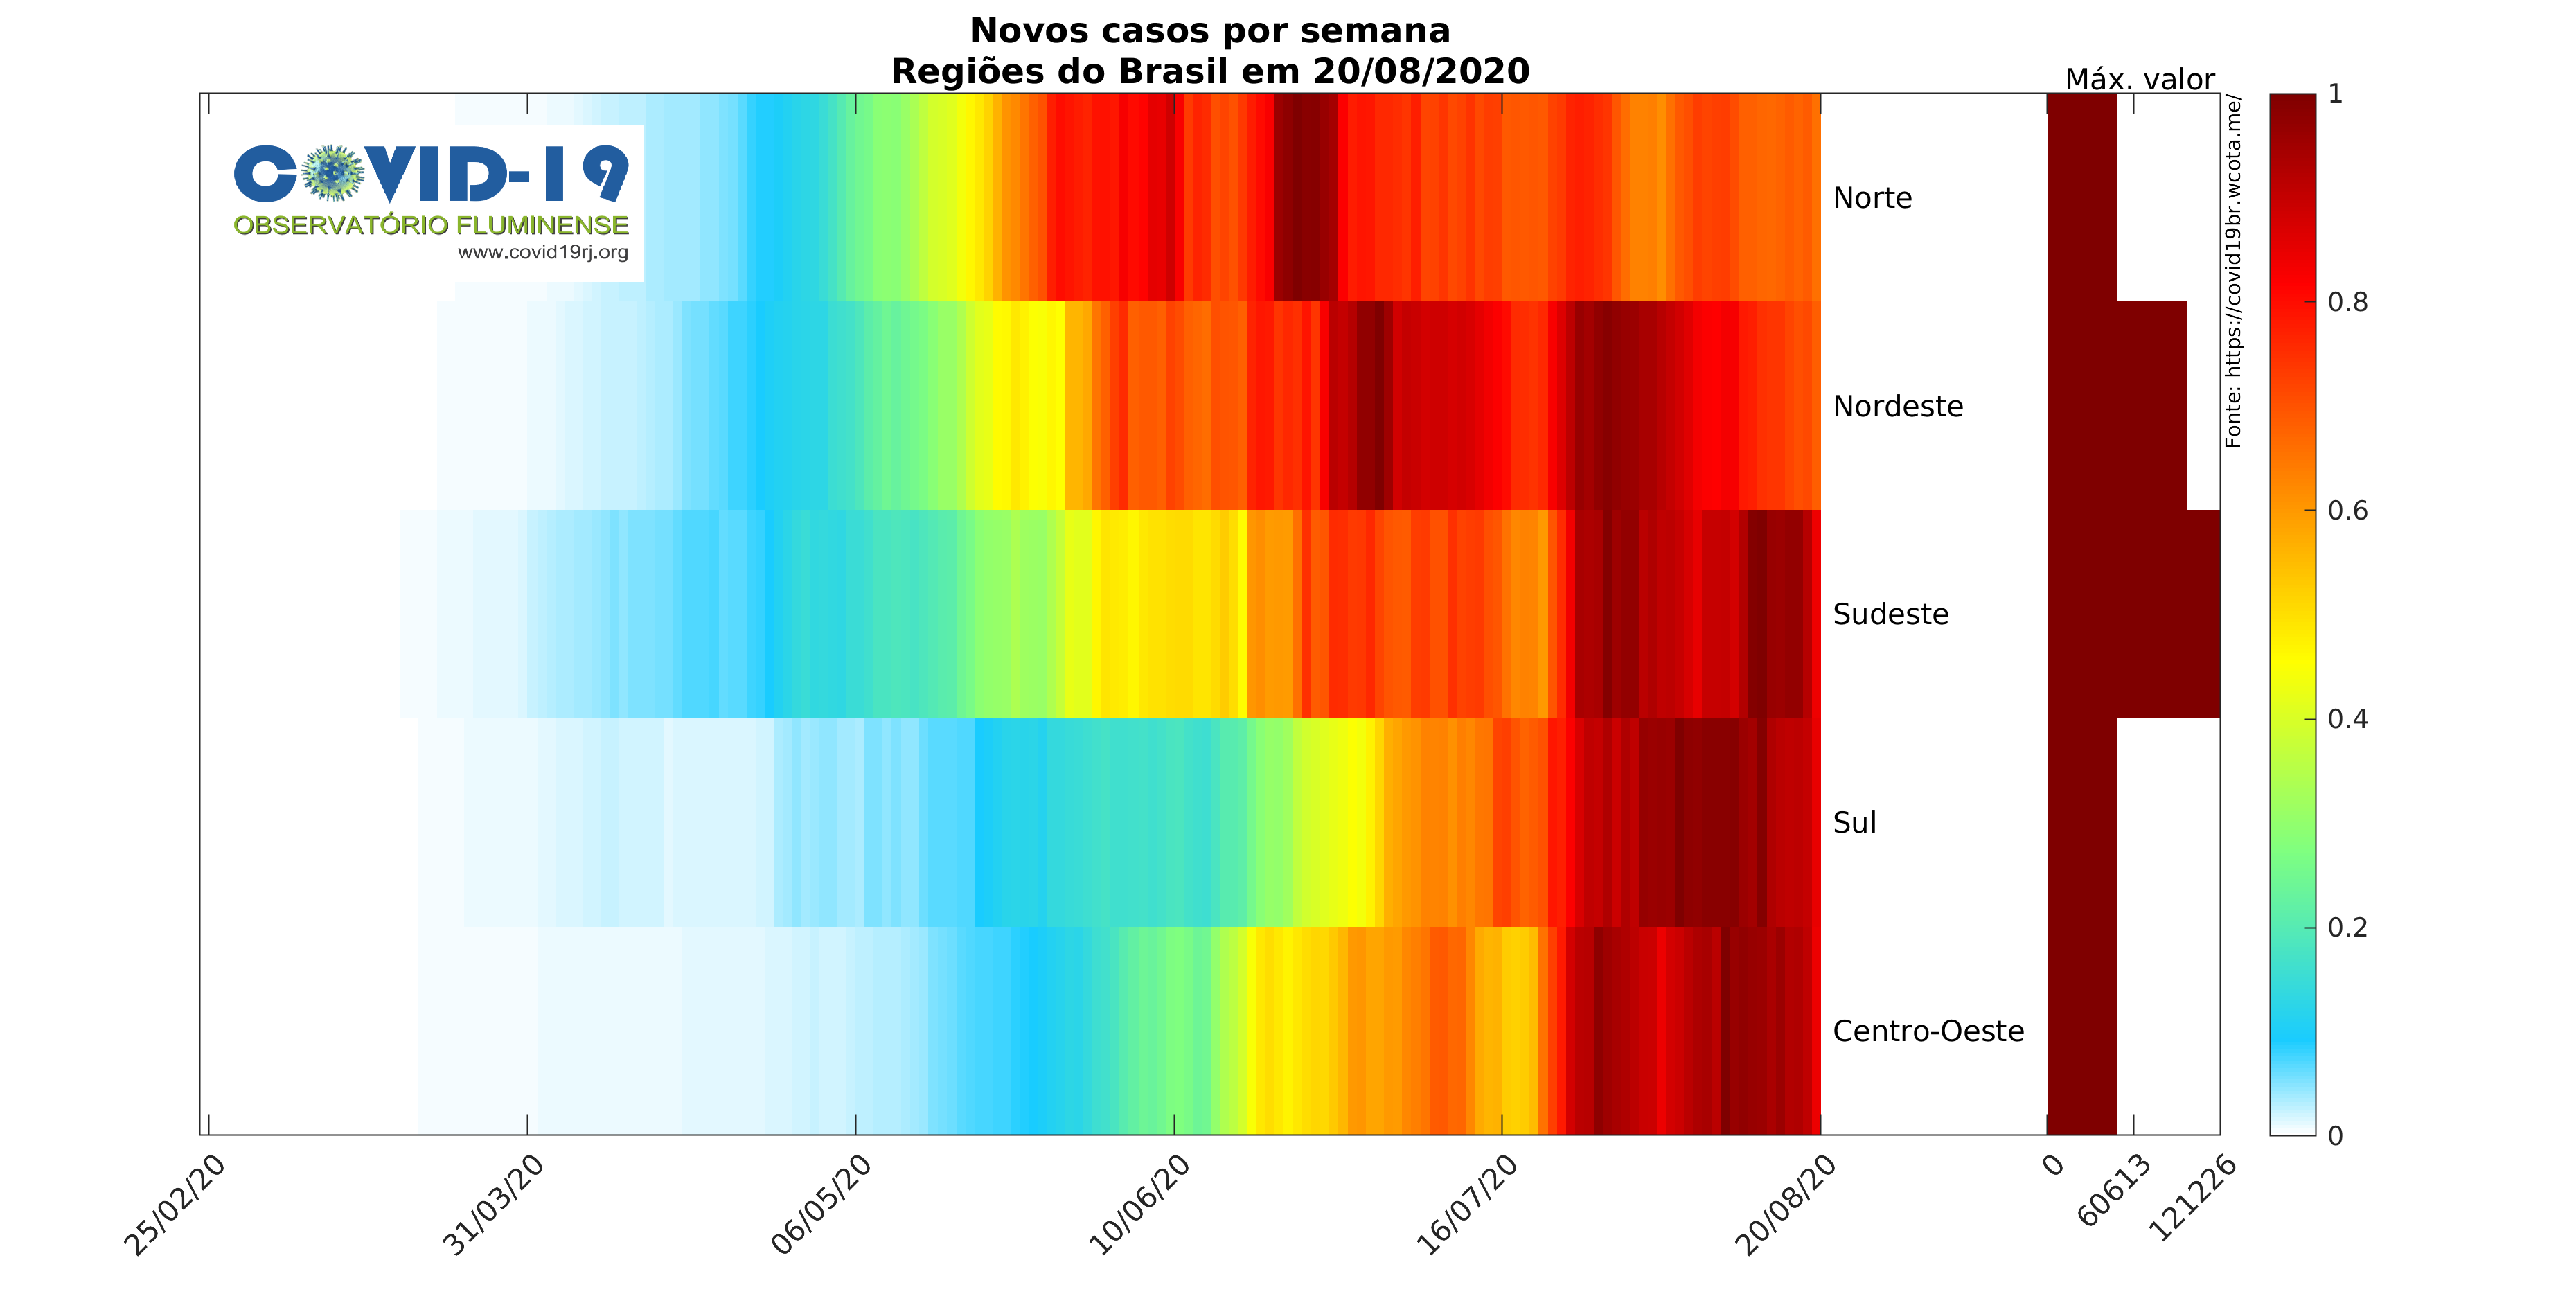 Novos casos por semana
Regiões do Brasil em 20/08/2020
Máx. valor
COVID-19
OBSERVATÓRIO FLUMINENSE
www.covid19rj.org
Norte
Nordeste
Sudeste
Sul
Centro-Oeste
Fonte: https://covid19br.wcota.me/
1
0.8
0.6
0.4
0.2
0
25/02/20
31/03/20
06/05/20
10/06/20
16/07/20
20/08/20
0
60613
121226